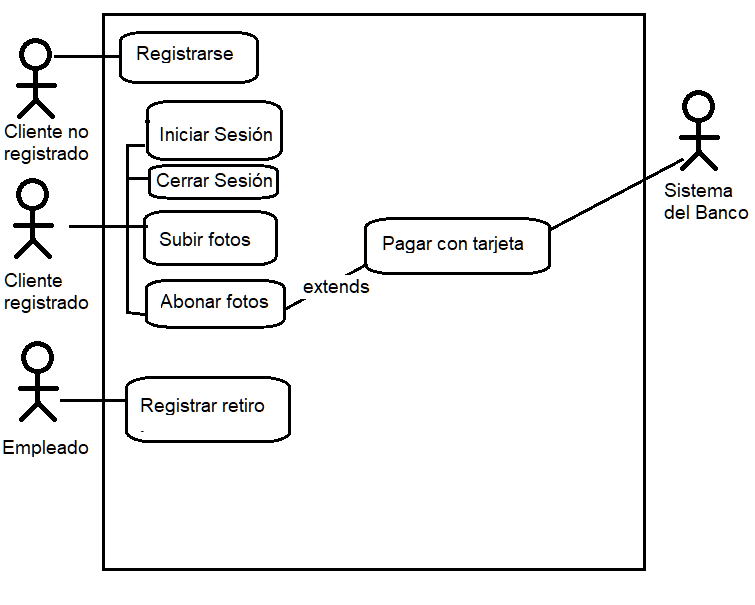 Registrarse
Cliente no
registrado
Iniciar Sesión
Cerrar Sesión
Sistema
del Banco
Subir fotos
Pagar con tarjeta
Cliente
registrado
Abonar fotos
extends
Registrar retiro
Empleado